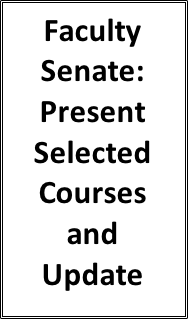 Faculty
Senate:
Present
Selected
Courses
and
Update